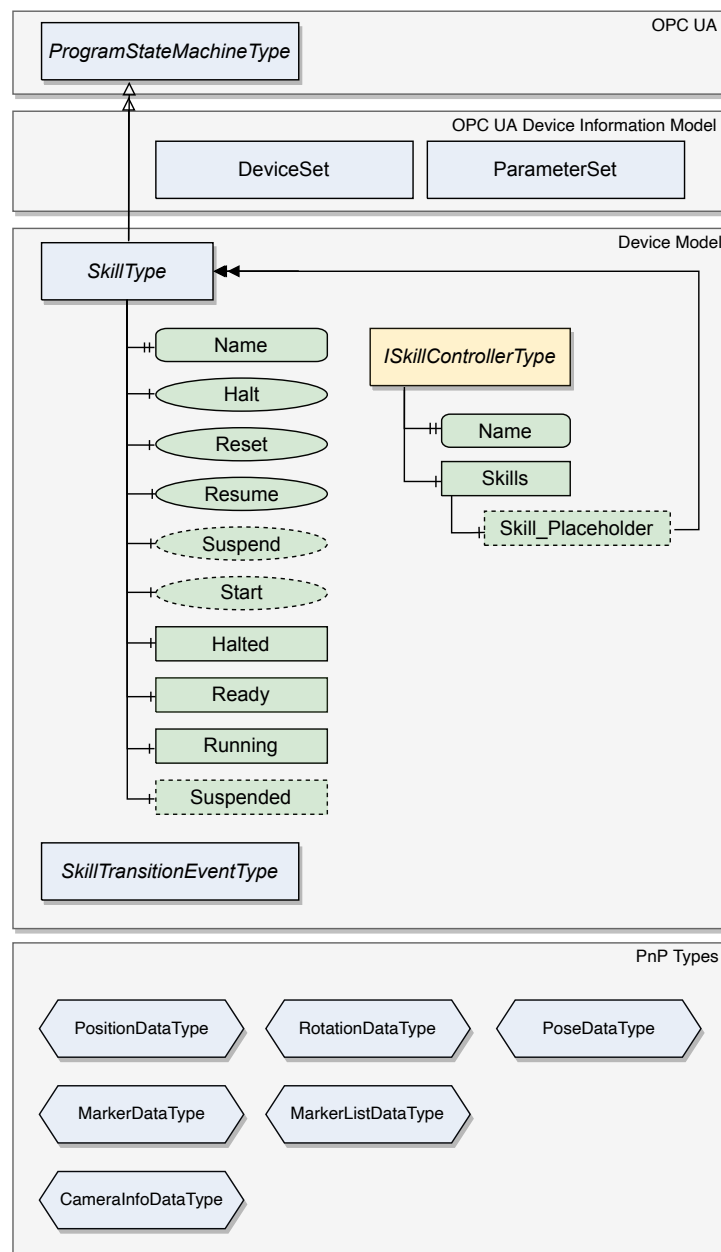 OPC UA
ProgramStateMachineType
OPC UA Device Information Model
DeviceSet
ParameterSet
Device Model
SkillType
Name
Halt
Reset
Resume
Suspend
Start
Halted
Ready
Running
Suspended
ISkillControllerType
Name
Skills
Skill_Placeholder
SkillTransitionEventType
PnP Types
PositionDataType
RotationDataType
PoseDataType
MarkerDataType
MarkerListDataType
CameraInfoDataType